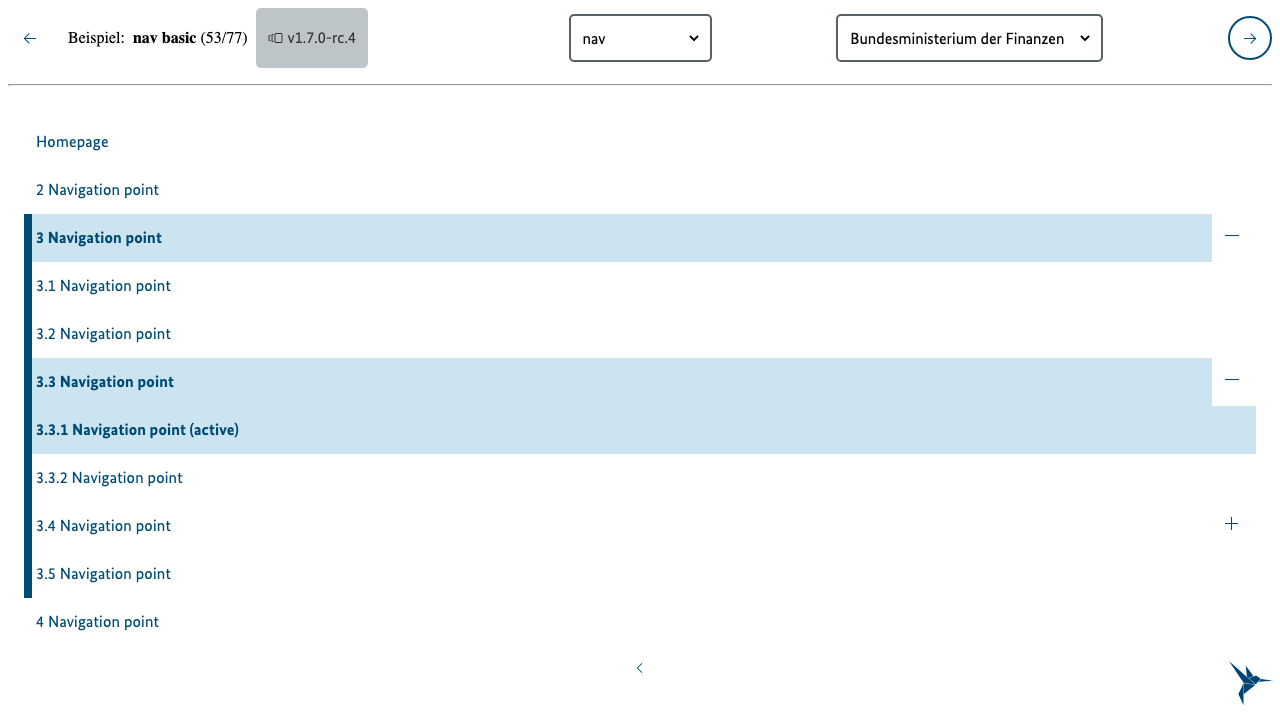 Beispiel: nav basic (53/77) v1.7.0-rc.4 nav Bundesministerium der Finanzen
Homepage
2 Navigation point
3 Navigation point
3.1 Navigation point
3.2 Navigation point
3.3 Navigation point
3.3.1 Navigation point (active)
3.3.2 Navigation point
3.4 Navigation point
3.5 Navigation point
4 Navigation point